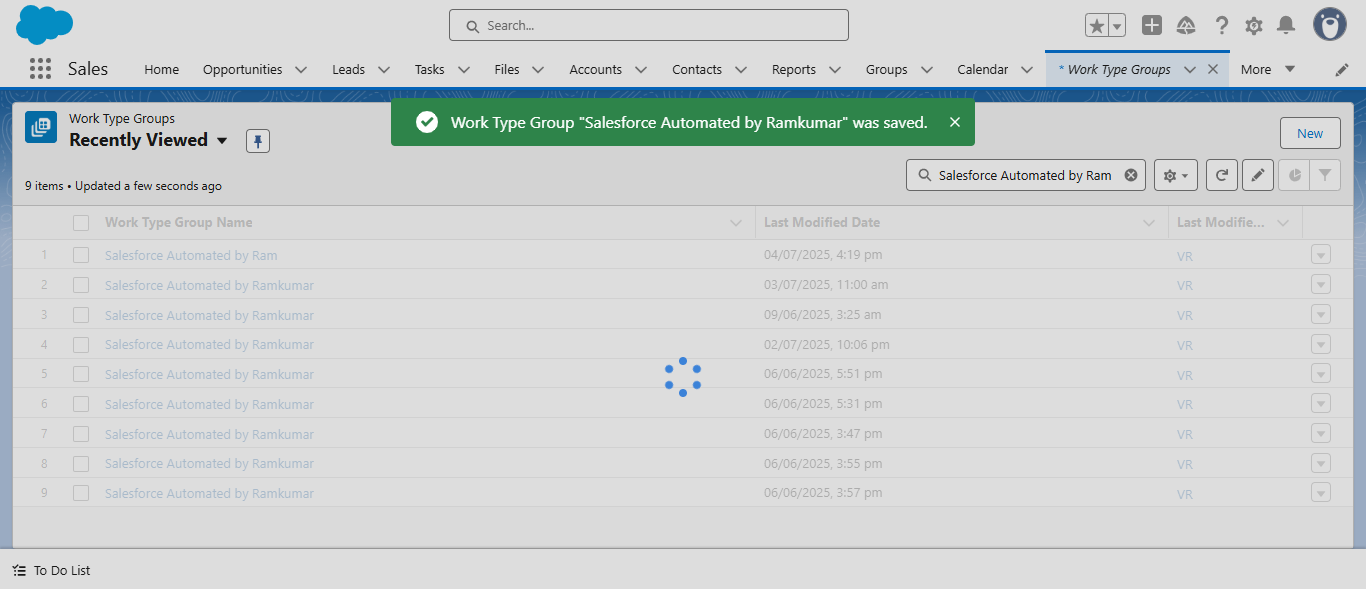 Search...
Sales
Home
Opportunities
Leads
Tasks
Files
Accounts
Contacts
Reports
Groups
Calendar
* Work Type Groups
More
Work Type Groups
Recently Viewed
Work Type Group "Salesforce Automated by Ramkumar" was saved.
New
9 items • Updated a few seconds ago
Salesforce Automated by Ram
Work Type Group Name Last Modified Date Last Modifie...
1 Salesforce Automated by Ram 04/07/2025, 4:19 pm VR
2 Salesforce Automated by Ramkumar 03/07/2025, 11:00 am VR
3 Salesforce Automated by Ramkumar 09/06/2025, 3:25 am VR
4 Salesforce Automated by Ramkumar 02/07/2025, 10:06 pm VR
5 Salesforce Automated by Ramkumar 06/06/2025, 5:51 pm VR
6 Salesforce Automated by Ramkumar 06/06/2025, 5:31 pm VR
7 Salesforce Automated by Ramkumar 06/06/2025, 3:47 pm VR
8 Salesforce Automated by Ramkumar 06/06/2025, 3:55 pm VR
9 Salesforce Automated by Ramkumar 06/06/2025, 3:57 pm VR
To Do List